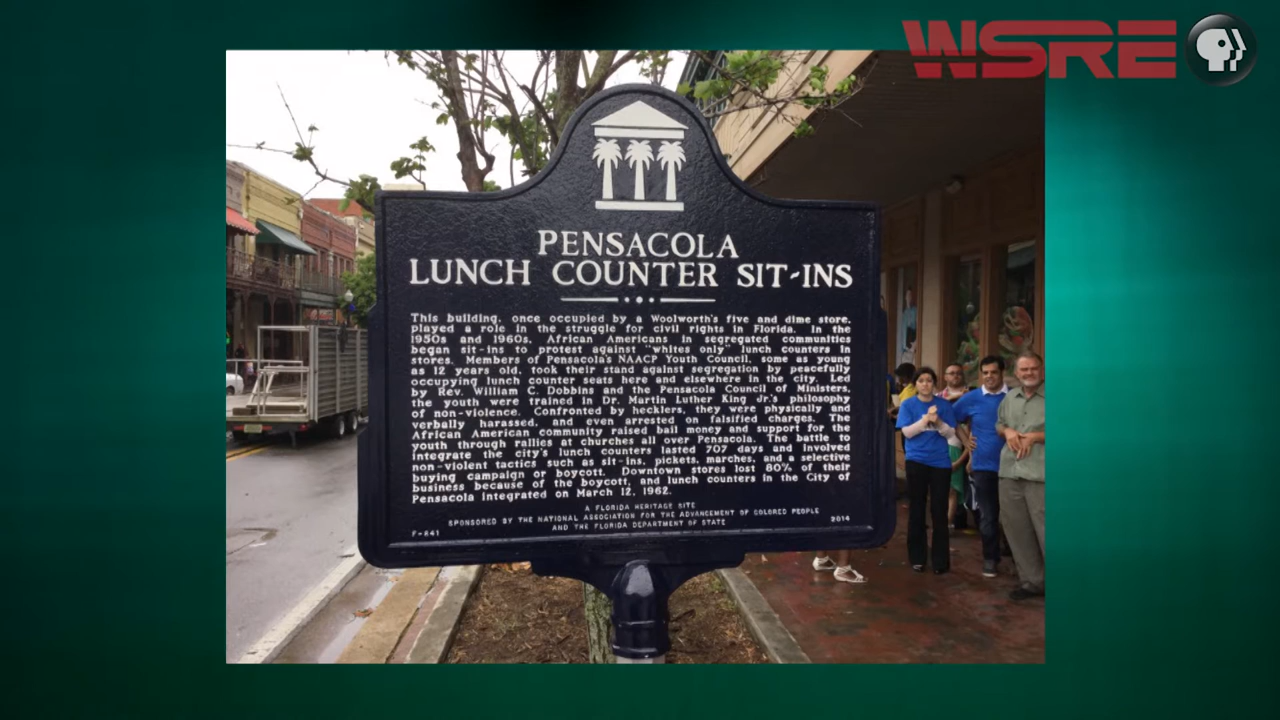 WSRE
PENSACOLA
LUNCH COUNTER SIT-INS
This building, once occupied by a Woolworth's five and dime store,
played a role in the struggle for civil rights in Florida. In the
1950s and 1960s, African Americans in segregated communities
began sit-ins to protest against "whites only" lunch counters in
stores. Members of Pensacola's NAACP Youth Council, some as young
as 12 years old, took their stand against segregation by peacefully
occupying lunch counter seats here and elsewhere in the city. Led
by Rev. William C. Dobbins and the Pensacola Council of Ministers,
the youth were trained in Dr. Martin Luther King Jr.'s philosophy
of non-violence. Confronted by hecklers, they were physically and
verbally harassed, and even arrested on falsified charges. The
African American community raised bail money and support for the
youth through rallies at churches all over Pensacola. The battle to
integrate the city's lunch counters lasted 707 days and involved
non-violent tactics such as sit-ins, pickets, marches, and a selective
buying campaign or boycott. Downtown stores lost 80% of their
business because of the boycott, and lunch counters in the City of
Pensacola integrated on March 12, 1962.
A FLORIDA HERITAGE SITE
SPONSORED BY THE NATIONAL ASSOCIATION FOR THE ADVANCEMENT OF COLORED PEOPLE
AND THE FLORIDA DEPARTMENT OF STATE
F-841 2014